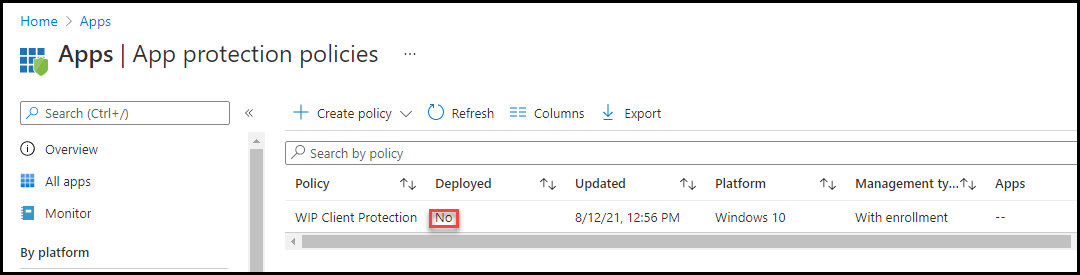 Home > Apps
Apps | App protection policies ...
Search (Ctrl+/) «
Overview
All apps
Monitor
By platform
Create policy Refresh Columns Export
Search by policy
Policy Deployed Updated Platform Management ty... Apps
WIP Client Protection No 8/12/21, 12:56 PM Windows 10 With enrollment --